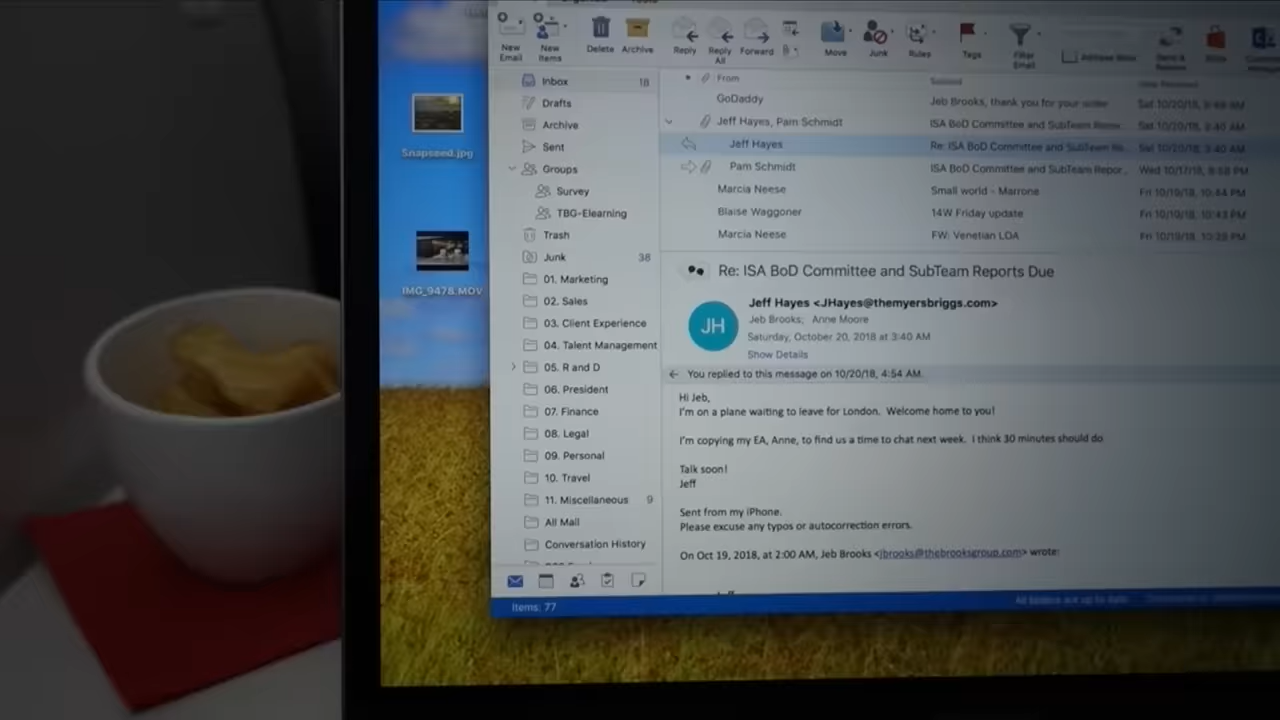 New Email
New Items
Delete
Archive
Reply
Reply All
Forward
Move
Junk
Rules
Tags
Filter Email
Snapseed.jpg
IMG_9478.MOV
Inbox 18
Drafts
Archive
Sent
Groups
Survey
TBG-Elearning
Trash
Junk 38
01. Marketing
02. Sales
03. Client Experience
04. Talent Management
05. R and D
06. President
07. Finance
08. Legal
09. Personal
10. Travel
11. Miscellaneous 9
All Mail
Conversation History
Items: 77
From
GoDaddy Jeb Brooks, thank you for your Sat 10/20/18,
Jeff Hayes, Pam Schmidt ISA BoD Committee and SubTeam Sat 10/20/18, 3:40 AM
Jeff Hayes Re: ISA BoD Committee and SubTeam Re... Sat 10/20/18, 3:40 AM
Pam Schmidt ISA BoD Committee and SubTeam Repor... Wed 10/17/18,
Marcia Neese Small world - Marrone Fri 10/19/18, 10:44 PM
Blaise Waggoner 14W Friday update Fri 10/19/18, 10:43 PM
Marcia Neese FW: Venetian LOA Fri 10/19/18, 10:39 PM
Re: ISA BoD Committee and SubTeam Reports Due
JH
Jeff Hayes <JHayes@themyersbriggs.com>
Jeb Brooks; Anne Moore
Saturday, October 20, 2018 at 3:40 AM
Show Details
You replied to this message on 10/20/18, 4:54 AM.
Hi Jeb,
I'm on a plane waiting to leave for London. Welcome home to you!
I'm copying my EA, Anne, to find us a time to chat next week. I think 30 minutes should do
Talk soon!
Jeff
Sent from my iPhone.
Please excuse any typos or autocorrection errors.
On Oct 19, 2018, at 2:00 AM, Jeb Brooks <jbrooks@thebrooksgroup.com> wrote: